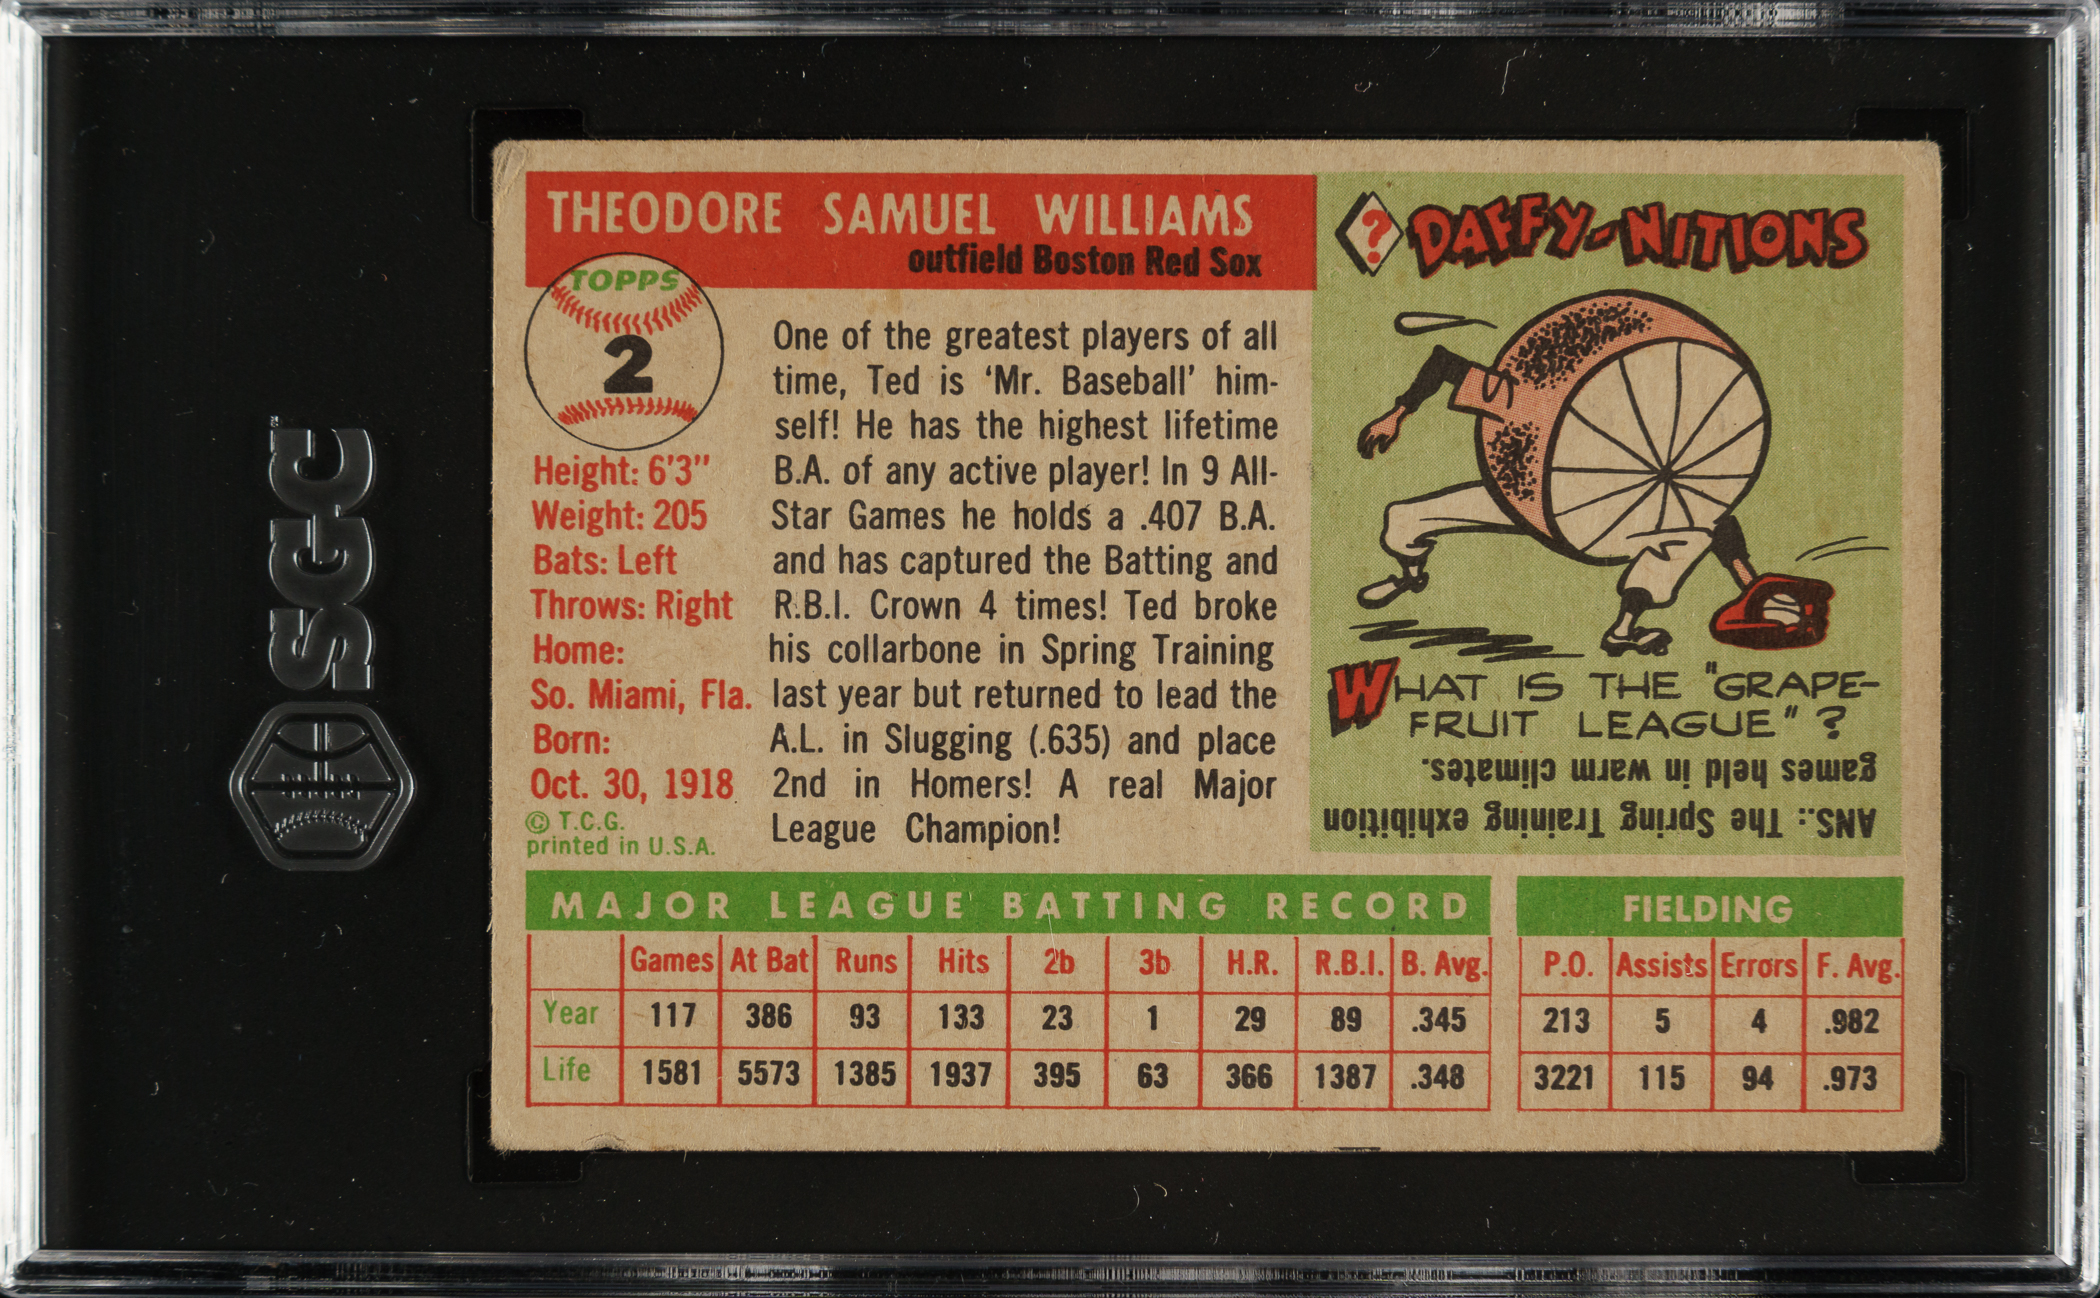 SGC
THEODORE SAMUEL WILLIAMS
outfield Boston Red Sox
TOPPS
2
Height: 6'3"
Weight: 205
Bats: Left
Throws: Right
Home:
So. Miami, Fla.
Born:
Oct. 30, 1918
© T.C.G.
printed in U.S.A.
One of the greatest players of all
time, Ted is ‘Mr. Baseball’ him-
self! He has the highest lifetime
B.A. of any active player! In 9 All-
Star Games he holds a .407 B.A.
and has captured the Batting and
R.B.I. Crown 4 times! Ted broke
his collarbone in Spring Training
last year but returned to lead the
A.L. in Slugging (.635) and place
2nd in Homers! A real Major
League Champion!
? DAFFY-NITIONS
WHAT IS THE "GRAPE-
FRUIT LEAGUE"?
ANS.: The Spring Training exhibition
games held in warm climates.
MAJOR LEAGUE BATTING RECORD
Games At Bat Runs Hits 2b 3b H.R. R.B.I. B. Avg.
Year 117 386 93 133 23 1 29 89 .345
Life 1581 5573 1385 1937 395 63 366 1387 .348
FIELDING
P.O. Assists Errors F. Avg.
213 5 4 .982
3221 115 94 .973